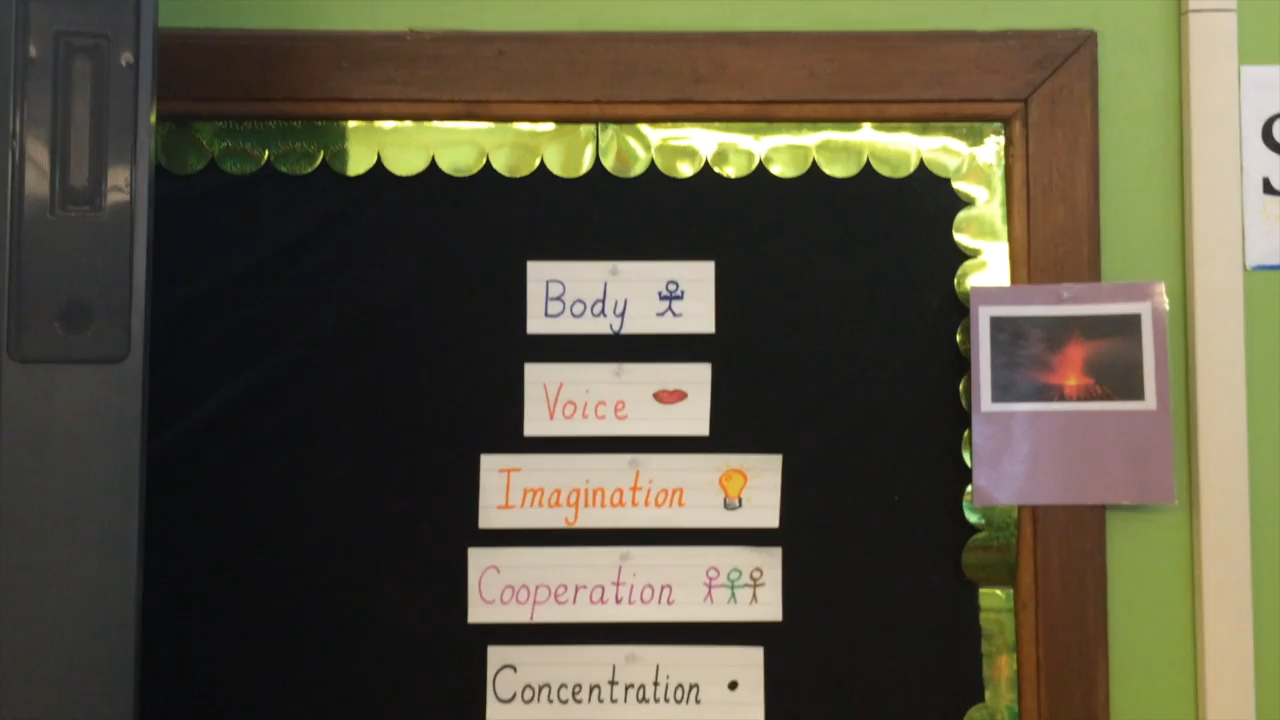 Body
Voice
Imagination
Cooperation
Concentration
S